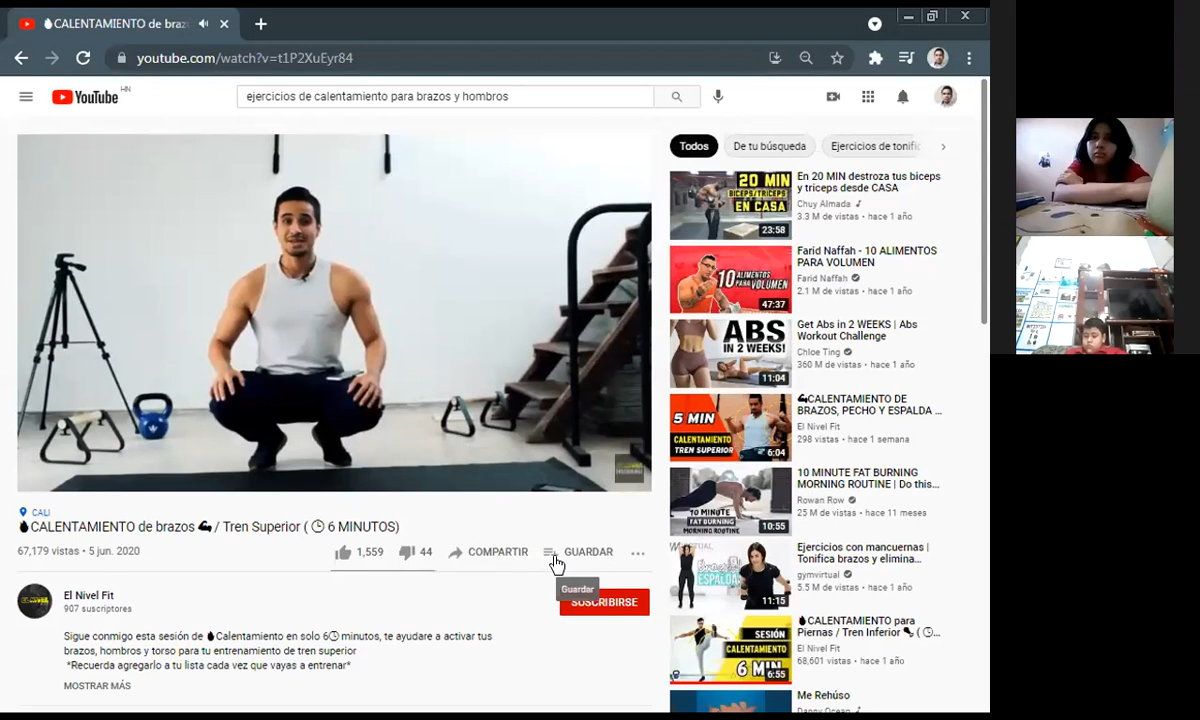 CALENTAMIENTO de braz
youtube.com/watch?v=t1P2XuEyr84
YouTube HN
ejercicios de calentamiento para brazos y hombros
CALI
CALENTAMIENTO de brazos / Tren Superior ( 6 MINUTOS)
67,179 vistas • 5 jun. 2020
1,559 44 COMPARTIR GUARDAR
Guardar
SUSCRIBIRSE
El Nivel Fit
907 suscriptores
Sigue conmigo esta sesión de Calentamiento en solo 6 minutos, te ayudare a activar tus
brazos, hombros y torso para tu entrenamiento de tren superior
*Recuerda agregarlo a tu lista cada vez que vayas a entrenar*
MOSTRAR MÁS
Todos De tu búsqueda Ejercicios de tonific
20 MIN
BICEPS/TRICEPS
EN CASA
23:58
En 20 MIN destroza tus biceps
y triceps desde CASA
Chuy Almada
3.3 M de vistas • hace 1 año
10 ALIMENTOS
PARA VOLUMEN
47:37
Farid Naffah - 10 ALIMENTOS
PARA VOLUMEN
Farid Naffah
2.1 M de vistas • hace 1 año
ABS
IN 2 WEEKS!
11:04
Get Abs in 2 WEEKS | Abs
Workout Challenge
Chloe Ting
360 M de vistas • hace 1 año
5 MIN
CALENTAMIENTO
TREN SUPERIOR
6:04
CALENTAMIENTO DE
BRAZOS, PECHO Y ESPALDA ...
El Nivel Fit
298 vistas • hace 1 semana
10 MINUTE
FAT BURNING
MORNING ROUTINE
10:55
10 MINUTE FAT BURNING
MORNING ROUTINE | Do this...
Rowan Row
25 M de vistas • hace 11 meses
ESPALDA
11:15
Ejercicios con mancuernas |
Tonifica brazos y elimina...
gymvirtual
5.5 M de vistas • hace 1 año
SESIÓN
CALENTAMIENTO
6 MIN
6:55
CALENTAMIENTO para
Piernas / Tren Inferior (...
El Nivel Fit
68,601 vistas • hace 1 año
Me Rehúso
Danny Ocean